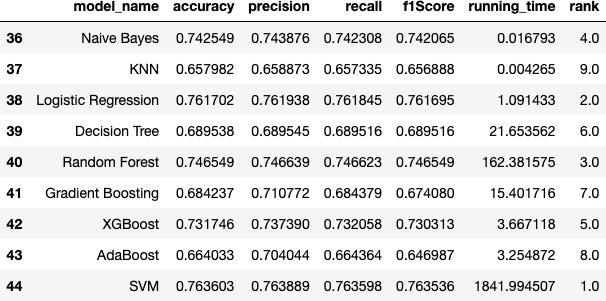 model_name accuracy precision recall f1Score running_time rank
36 Naive Bayes 0.742549 0.743876 0.742308 0.742065 0.016793 4.0
37 KNN 0.657982 0.658873 0.657335 0.656888 0.004265 9.0
38 Logistic Regression 0.761702 0.761938 0.761845 0.761695 1.091433 2.0
39 Decision Tree 0.689538 0.689545 0.689516 0.689516 21.653562 6.0
40 Random Forest 0.746549 0.746639 0.746623 0.746549 162.381575 3.0
41 Gradient Boosting 0.684237 0.710772 0.684379 0.674080 15.401716 7.0
42 XGBoost 0.731746 0.737390 0.732058 0.730313 3.667118 5.0
43 AdaBoost 0.664033 0.704044 0.664364 0.646987 3.254872 8.0
44 SVM 0.763603 0.763889 0.763598 0.763536 1841.994507 1.0